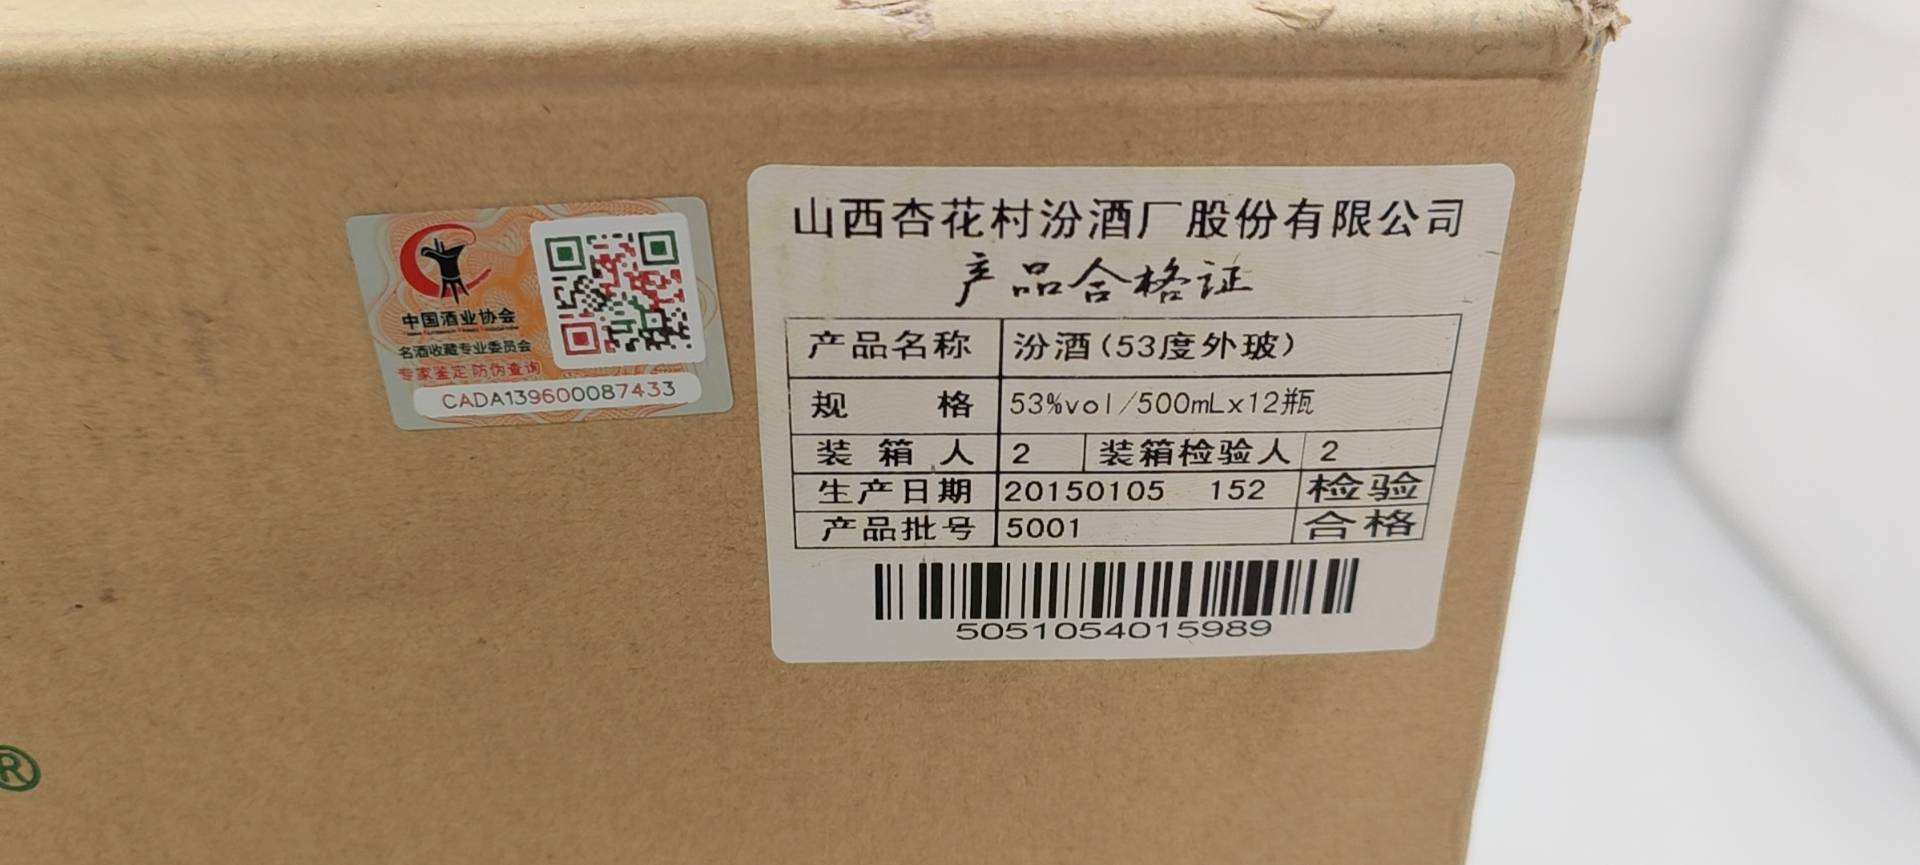 中国酒业协会
名酒收藏专业委员会
专家鉴定 防伪查询
CADA139600087433
山西杏花村汾酒厂股份有限公司
产品合格证
产品名称 汾酒(53度外玻)
规 格 53%vol/500mLx12瓶
装箱人 2 装箱检验人 2
生产日期 20150105 152 检验
产品批号 5001 合格
5051054015989
®